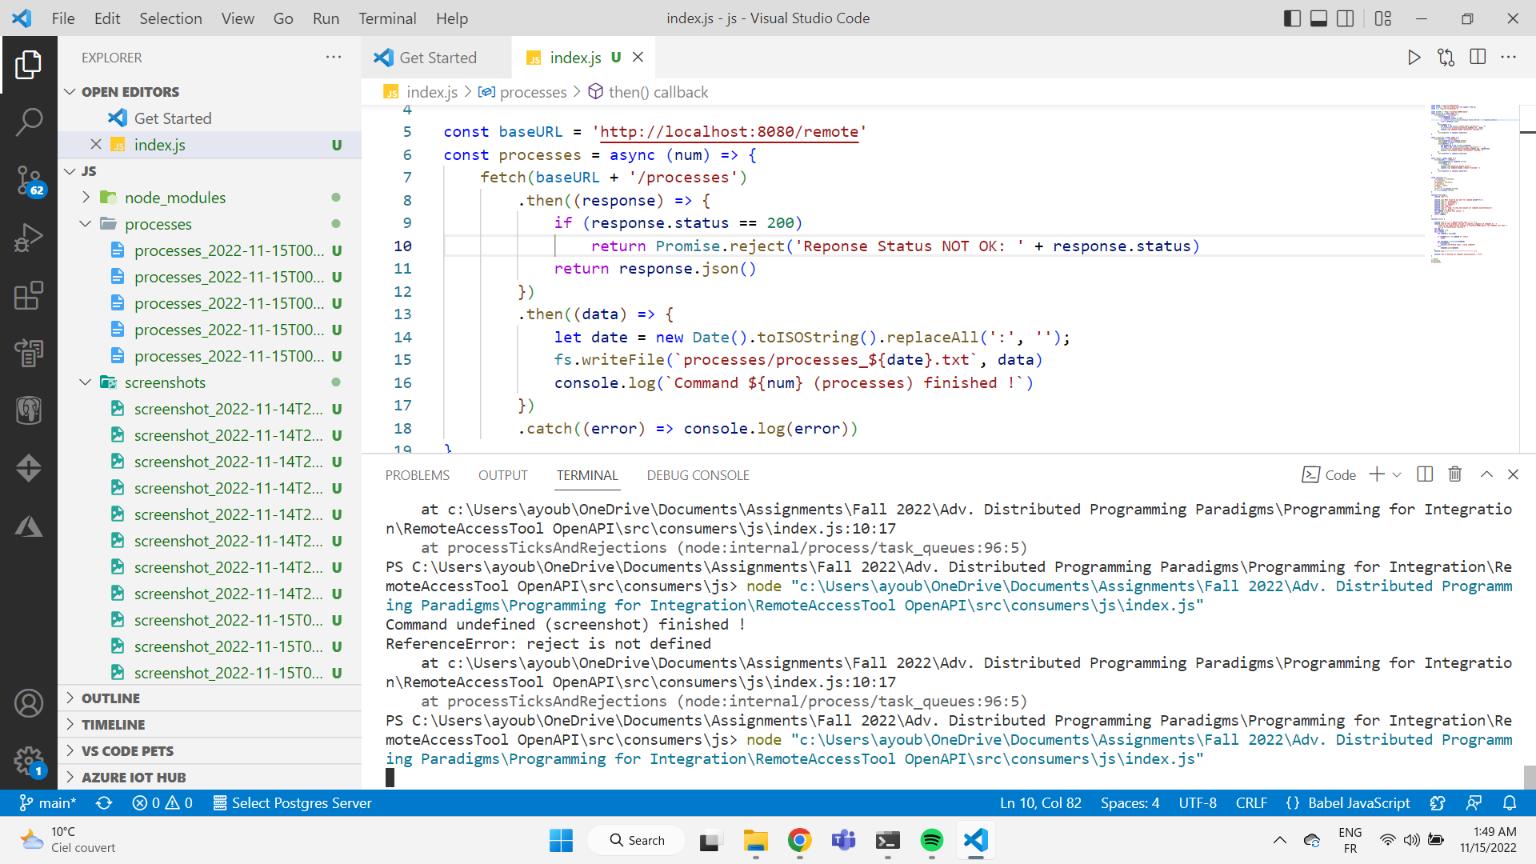 File Edit Selection View Go Run Terminal Help
index.js - js - Visual Studio Code
EXPLORER
OPEN EDITORS
Get Started
index.js U
JS
node_modules
processes
processes_2022-11-15T00... U
processes_2022-11-15T00... U
processes_2022-11-15T00... U
processes_2022-11-15T00... U
processes_2022-11-15T00... U
screenshots
screenshot_2022-11-14T2... U
screenshot_2022-11-14T2... U
screenshot_2022-11-14T2... U
screenshot_2022-11-14T2... U
screenshot_2022-11-14T2... U
screenshot_2022-11-14T2... U
screenshot_2022-11-14T2... U
screenshot_2022-11-14T2... U
screenshot_2022-11-15T0... U
screenshot_2022-11-15T0... U
screenshot_2022-11-15T0... U
OUTLINE
TIMELINE
VS CODE PETS
AZURE IOT HUB
62
1
Get Started
JS index.js U
JS index.js > processes > then() callback
4
5 const baseURL = 'http://localhost:8080/remote'
6 const processes = async (num) => {
7 fetch(baseURL + '/processes')
8 .then((response) => {
9 if (response.status == 200)
10 return Promise.reject('Reponse Status NOT OK: ' + response.status)
11 return response.json()
12 })
13 .then((data) => {
14 let date = new Date().toISOString().replaceAll(':', '');
15 fs.writeFile(`processes/processes_${date}.txt`, data)
16 console.log(`Command ${num} (processes) finished !`)
17 })
18 .catch((error) => console.log(error))
19 }
PROBLEMS OUTPUT TERMINAL DEBUG CONSOLE
Code
at c:\Users\ayoub\OneDrive\Documents\Assignments\Fall 2022\Adv. Distributed Programming Paradigms\Programming for Integratio
n\RemoteAccessTool OpenAPI\src\consumers\js\index.js:10:17
at processTicksAndRejections (node:internal/process/task_queues:96:5)
PS C:\Users\ayoub\OneDrive\Documents\Assignments\Fall 2022\Adv. Distributed Programming Paradigms\Programming for Integration\Re
moteAccessTool OpenAPI\src\consumers\js> node "c:\Users\ayoub\OneDrive\Documents\Assignments\Fall 2022\Adv. Distributed Programm
ing Paradigms\Programming for Integration\RemoteAccessTool OpenAPI\src\consumers\js\index.js"
Command undefined (screenshot) finished !
ReferenceError: reject is not defined
at c:\Users\ayoub\OneDrive\Documents\Assignments\Fall 2022\Adv. Distributed Programming Paradigms\Programming for Integratio
n\RemoteAccessTool OpenAPI\src\consumers\js\index.js:10:17
at processTicksAndRejections (node:internal/process/task_queues:96:5)
PS C:\Users\ayoub\OneDrive\Documents\Assignments\Fall 2022\Adv. Distributed Programming Paradigms\Programming for Integration\Re
moteAccessTool OpenAPI\src\consumers\js> node "c:\Users\ayoub\OneDrive\Documents\Assignments\Fall 2022\Adv. Distributed Programm
ing Paradigms\Programming for Integration\RemoteAccessTool OpenAPI\src\consumers\js\index.js"
main* 0 0 Select Postgres Server
Ln 10, Col 82 Spaces: 4 UTF-8 CRLF {} Babel JavaScript
10°C
Ciel couvert
Search
ENG
FR
1:49 AM
11/15/2022